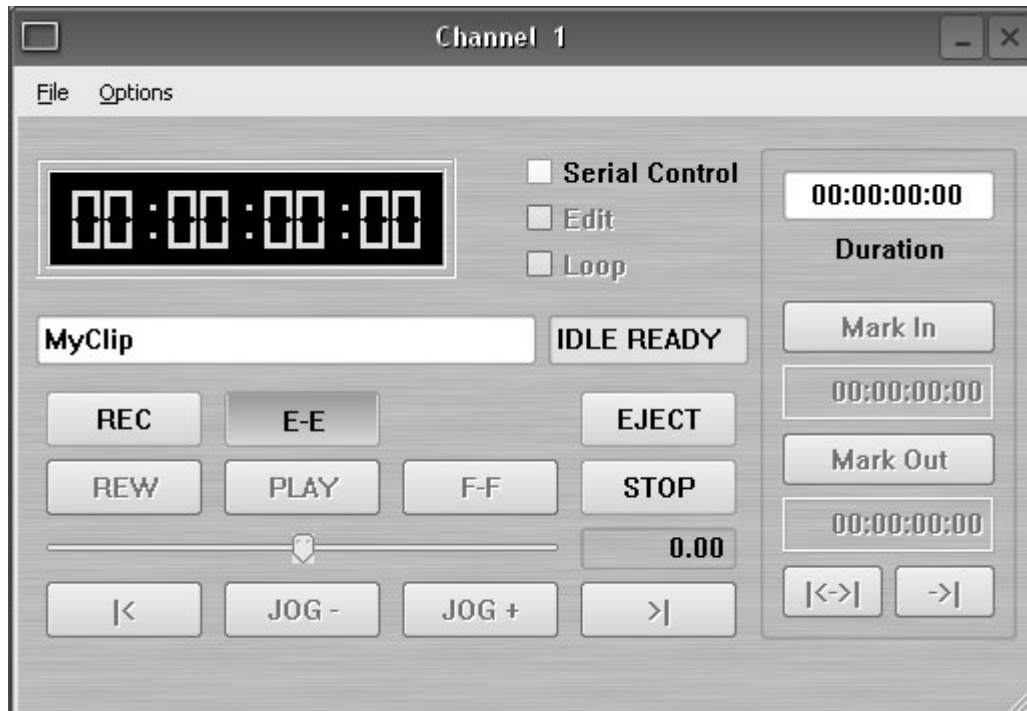 Channel 1
File Options
00:00:00:00
Serial Control
Edit
Loop
00:00:00:00
Duration
MyClip
IDLE READY
Mark In
00:00:00:00
REC E-E EJECT
Mark Out
REW PLAY F-F STOP
00:00:00:00
0.00
|< JOG - JOG + >|
|<->| ->|